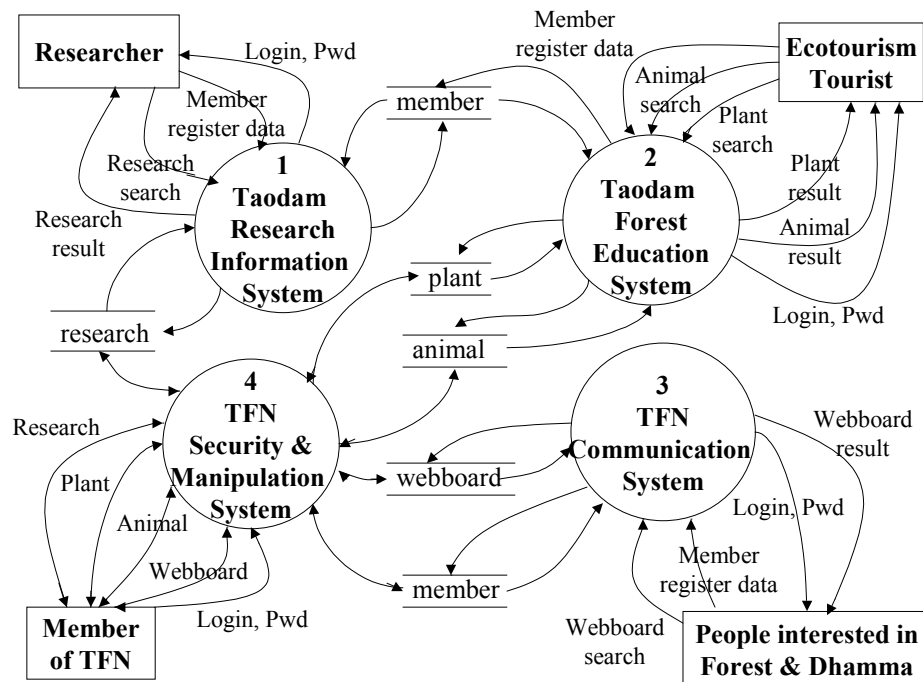 Researcher
Login, Pwd
Member
register data
Research
search
Research
result
member
Member
register data
Animal
search
Plant
search
Ecotourism
Tourist
1
Taodam
Research
Information
System
2
Taodam
Forest
Education
System
Plant
result
Animal
result
Login, Pwd
plant
animal
research
4
TFN
Security &
Manipulation
System
3
TFN
Communication
System
Research
Plant
Animal
Webboard
Login, Pwd
webboard
member
Webboard
result
Login, Pwd
Member
register data
Webboard
search
Member
of TFN
People interested in
Forest & Dhamma